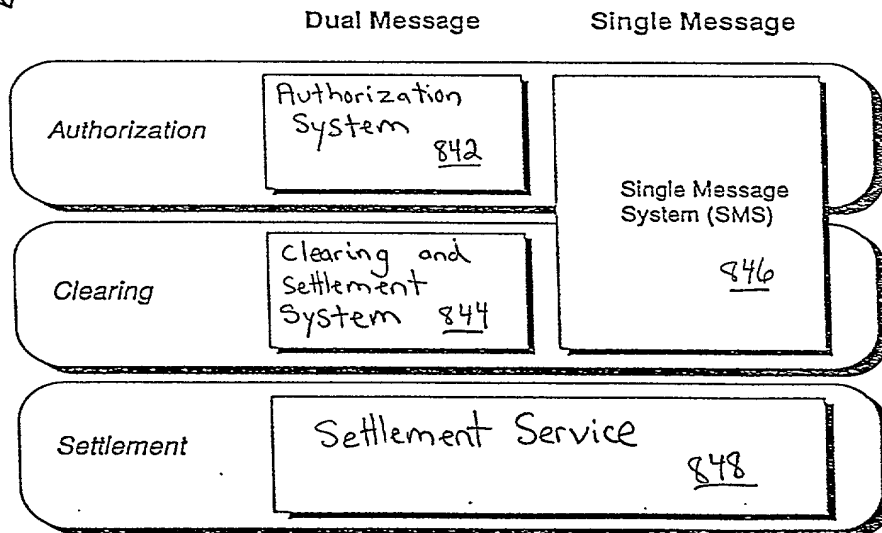 Dual Message Single Message
Authorization
Authorization
System
842
Single Message
System (SMS)
846
Clearing
Clearing and
Settlement
System 844
Settlement
Settlement Service
848